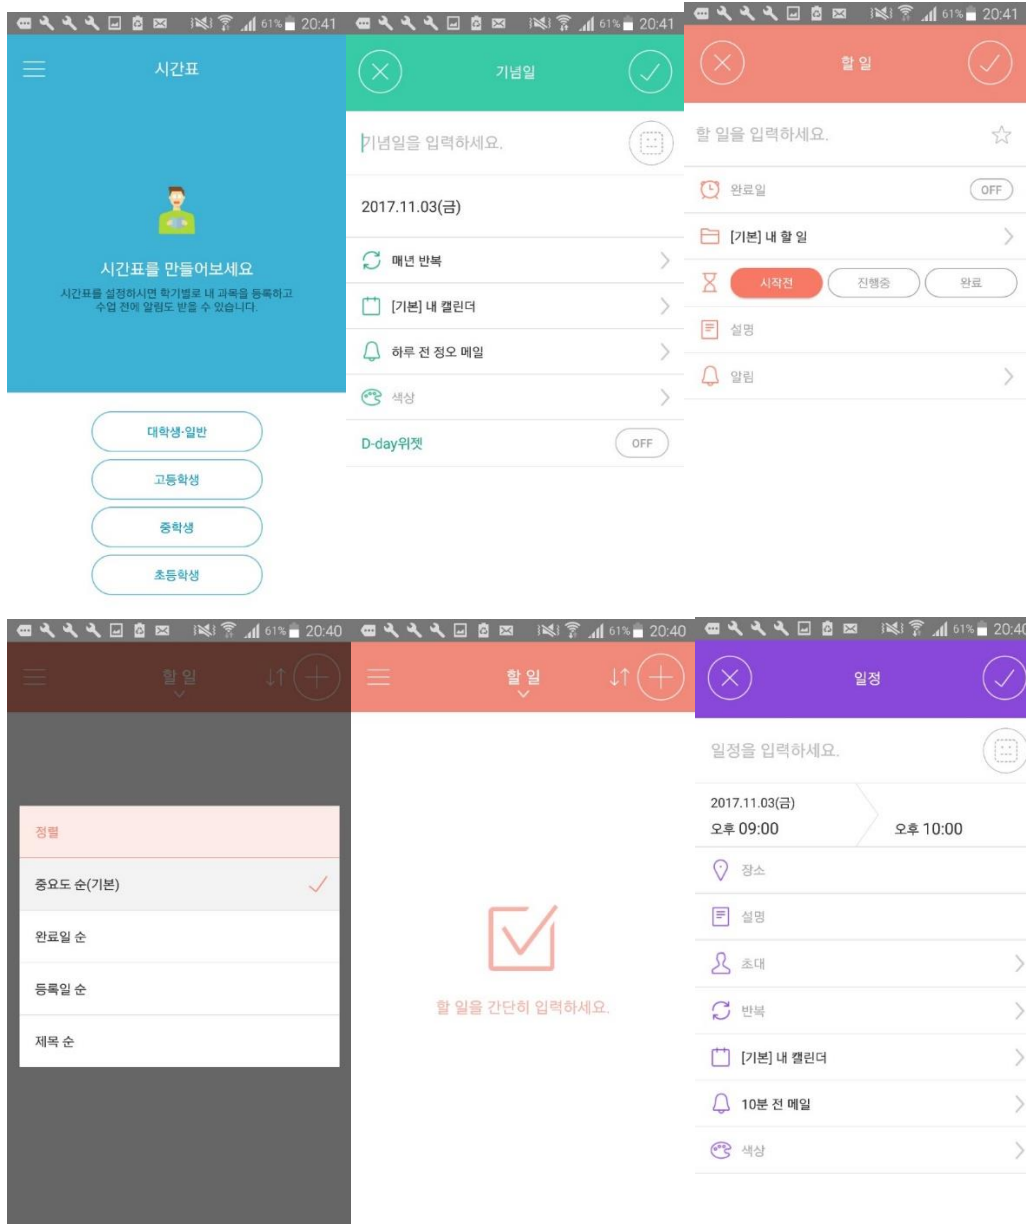 61% 20:41
시간표
시간표를 만들어보세요
시간표를 설정하시면 학기별로 내 과목을 등록하고
수업 전에 알림도 받을 수 있습니다.
대학생·일반
고등학생
중학생
초등학생
61% 20:41
기념일
기념일을 입력하세요.
2017.11.03(금)
매년 반복
[기본] 내 캘린더
하루 전 정오 메일
색상
D-day위젯 OFF
61% 20:41
할 일
할 일을 입력하세요.
완료일 OFF
[기본] 내 할 일
시작전 진행중 완료
설명
알림
61% 20:40
할 일
정렬
중요도 순(기본)
완료일 순
등록일 순
제목 순
61% 20:40
할 일
할 일을 간단히 입력하세요.
61% 20:40
일정
일정을 입력하세요.
2017.11.03(금)
오후 09:00 오후 10:00
장소
설명
초대
반복
[기본] 내 캘린더
10분 전 메일
색상